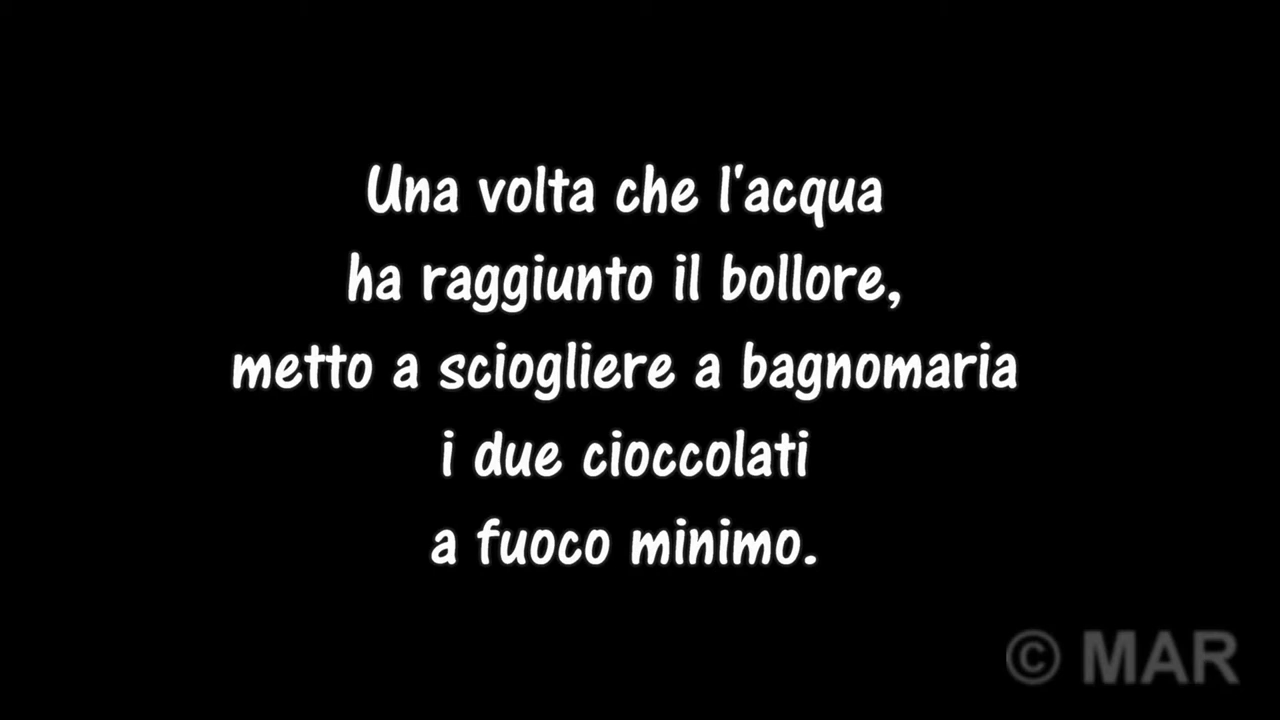 Una volta che l'acqua
ha raggiunto il bollore,
metto a sciogliere a bagnomaria
i due cioccolati
a fuoco minimo.
© MAR